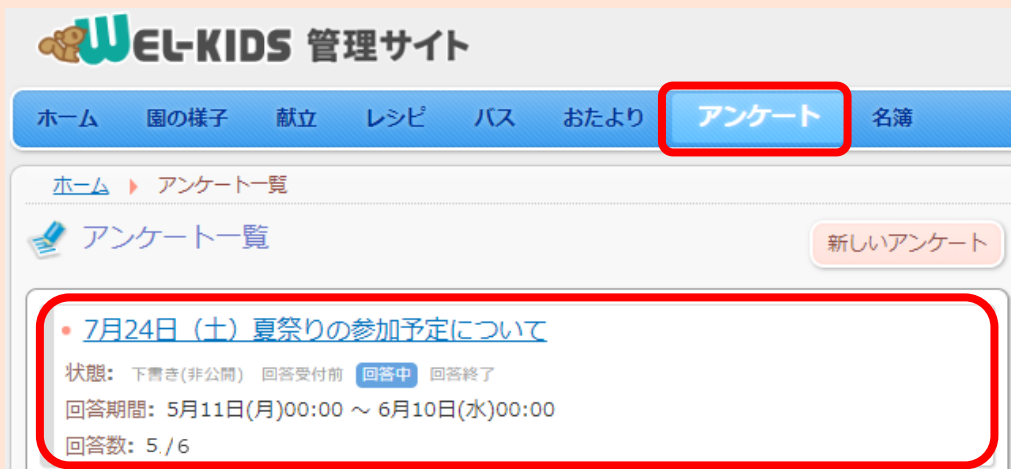 WEL-KIDS 管理サイト
ホーム 園の様子 献立 レシピ バス おたより アンケート 名簿
ホーム アンケート一覧
アンケート一覧
新しいアンケート
7月24日（土）夏祭りの参加予定について
状態: 下書き(非公開) 回答受付前 回答中 回答終了
回答期間: 5月11日(月)00:00 ～ 6月10日(水)00:00
回答数: 5 / 6